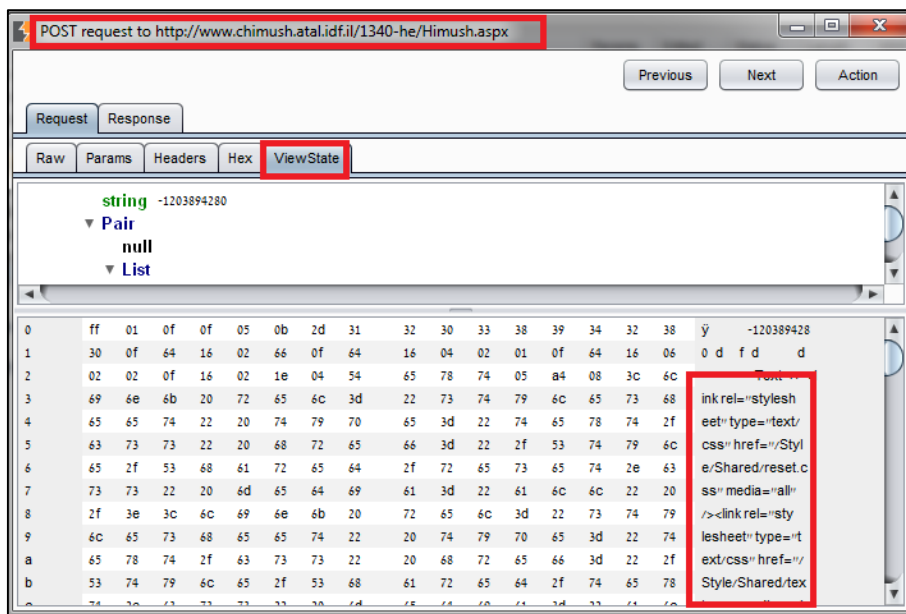 POST request to http://www.chimush.atal.idf.il/1340-he/Himush.aspx
Previous Next Action
Request Response
Raw Params Headers Hex ViewState
string -1203894280
Pair
null
List
0 ff 01 0f 0f 05 0b 2d 31 32 30 33 38 39 34 32 38 ÿ -120389428
1 30 0f 64 16 02 66 0f 64 16 04 02 01 0f 64 16 06 0 d f d d
2 02 02 0f 16 02 1e 04 54 65 78 74 05 a4 08 3c 6c
3 69 6e 6b 20 72 65 6c 3d 22 73 74 79 6c 65 73 68 ink rel="stylesh
4 65 65 74 22 20 74 79 70 65 3d 22 74 65 78 74 2f eet" type="text/
5 63 73 73 22 20 68 72 65 66 3d 22 2f 53 74 79 6c css" href="/Styl
6 65 2f 53 68 61 72 65 64 2f 72 65 73 65 74 2e 63 e/Shared/reset.c
7 73 73 22 20 6d 65 64 69 61 3d 22 61 6c 6c 22 20 ss" media="all"
8 2f 3e 3c 6c 69 6e 6b 20 72 65 6c 3d 22 73 74 79 /><link rel="sty
9 6c 65 73 68 65 65 74 22 20 74 79 70 65 3d 22 74 lesheet" type="t
a 65 78 74 2f 63 73 73 22 20 68 72 65 66 3d 22 2f ext/css" href="/
b 53 74 79 6c 65 2f 53 68 61 72 65 64 2f 74 65 78 Style/Shared/tex